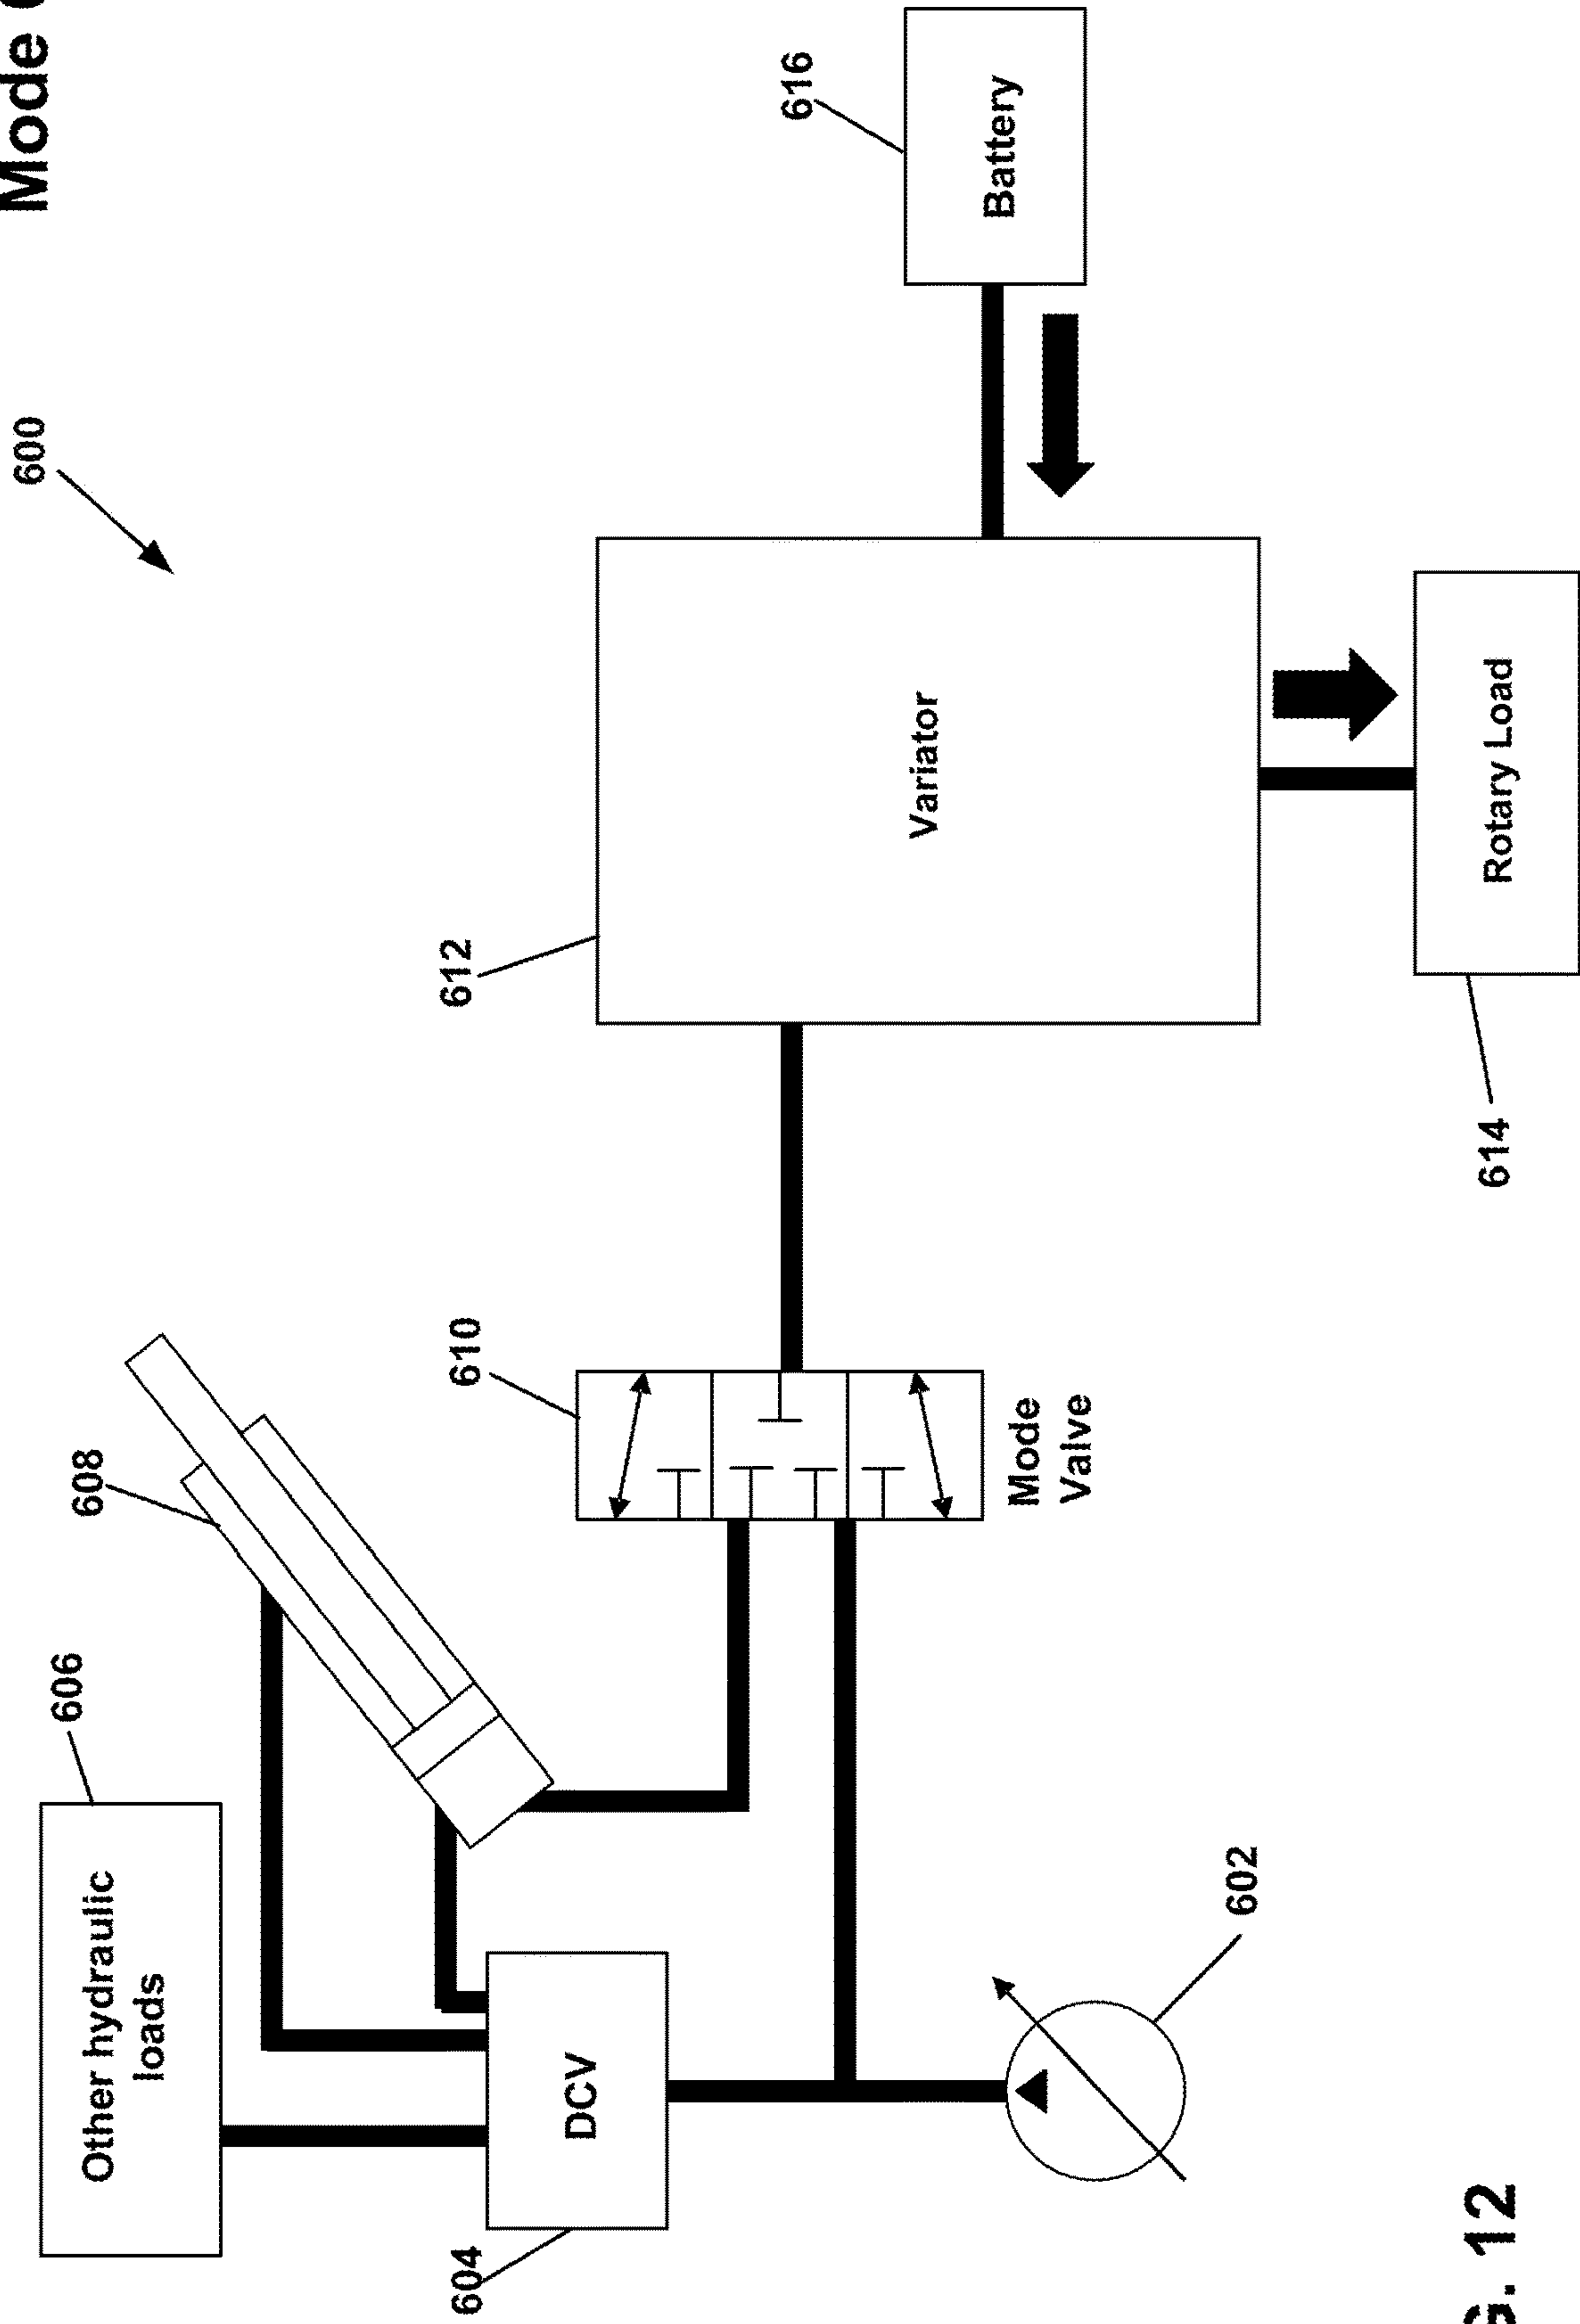 Mode
600
606
Other hydraulic
loads
608
604
DCV
610
Mode
Valve
612
Variator
616
Battery
602
614
Rotary Load
. 12